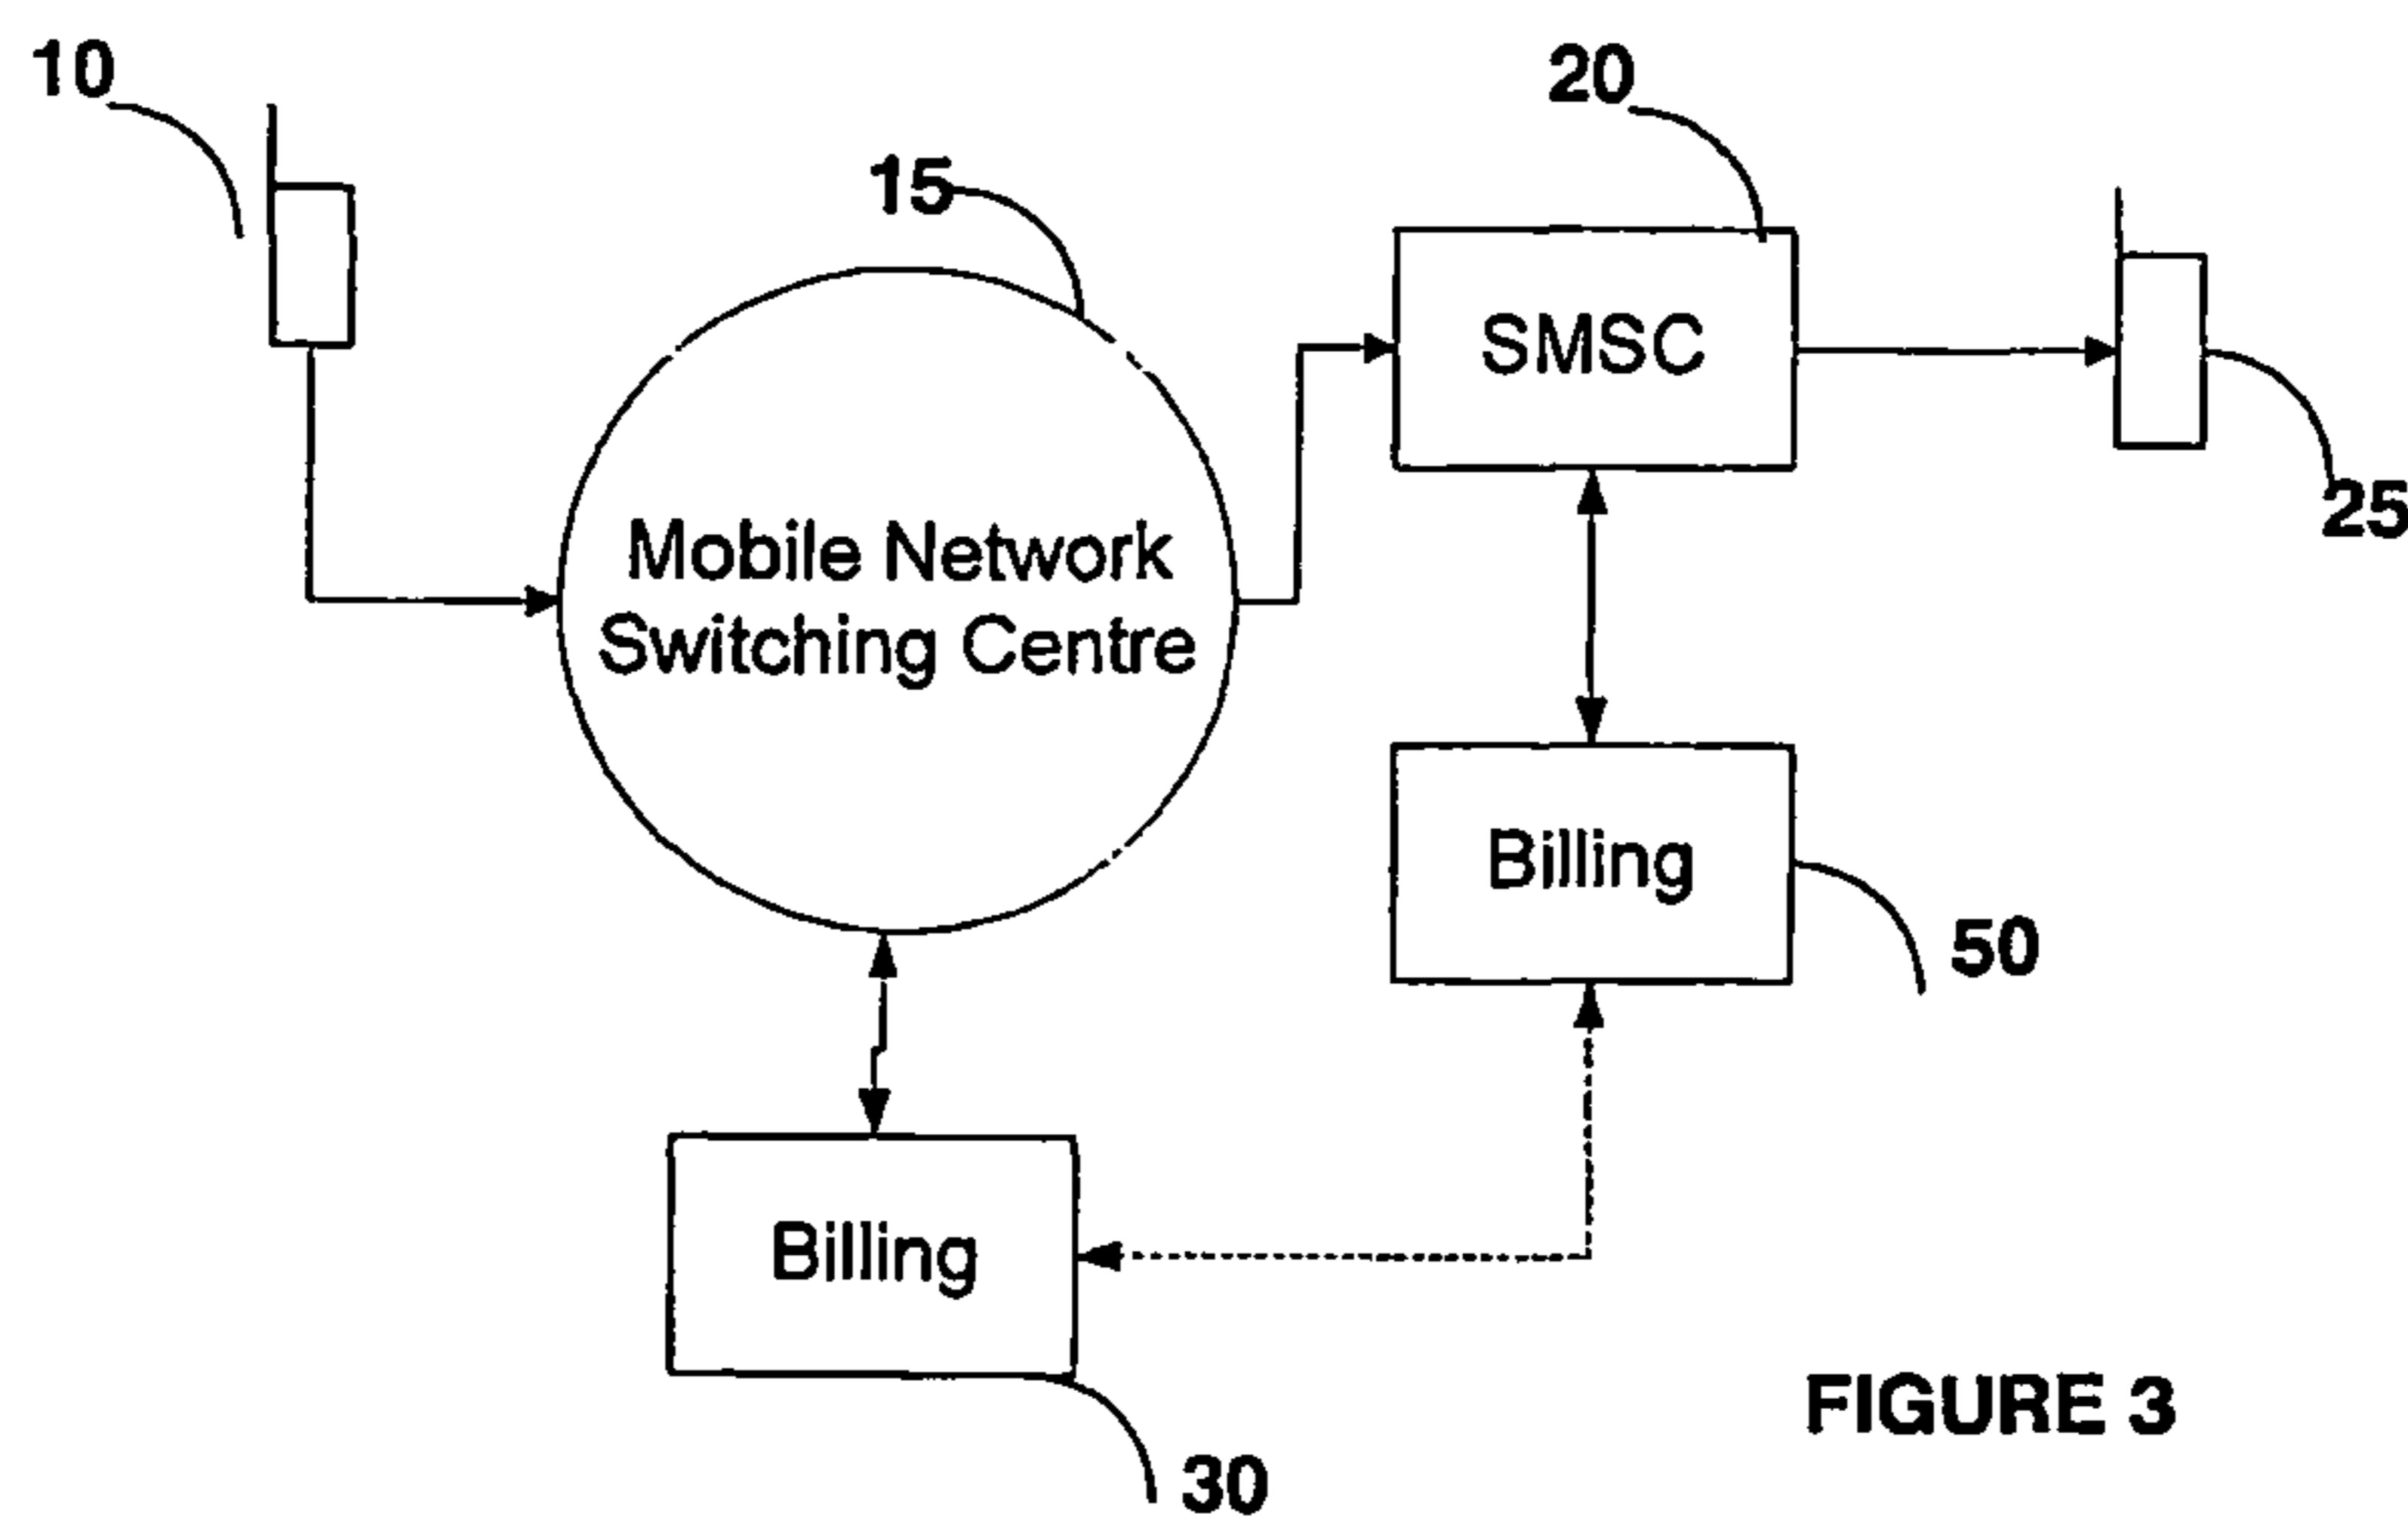 10
20
15
SMSC
25
Mobile Network
Switching Centre
Billing
50
Billing
FIGURE 3
30